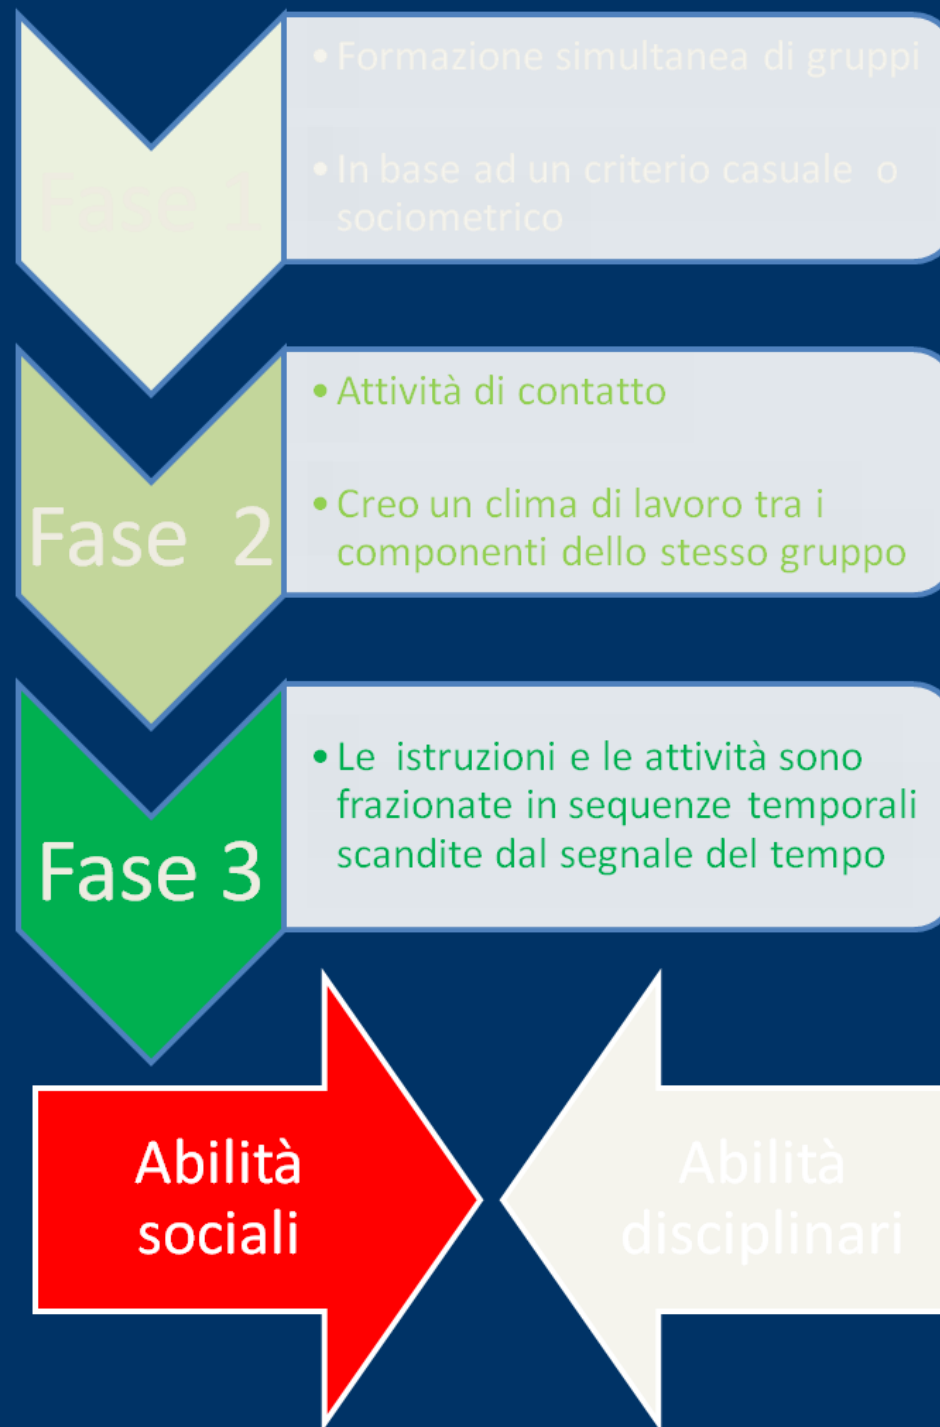 Fase 1
• Formazione simultanea di gruppi
• In base ad un criterio casuale o
sociometrico
Fase 2
• Attività di contatto
• Creo un clima di lavoro tra i
componenti dello stesso gruppo
Fase 3
• Le istruzioni e le attività sono
frazionate in sequenze temporali
scandite dal segnale del tempo
Abilità
sociali
Abilità
disciplinari